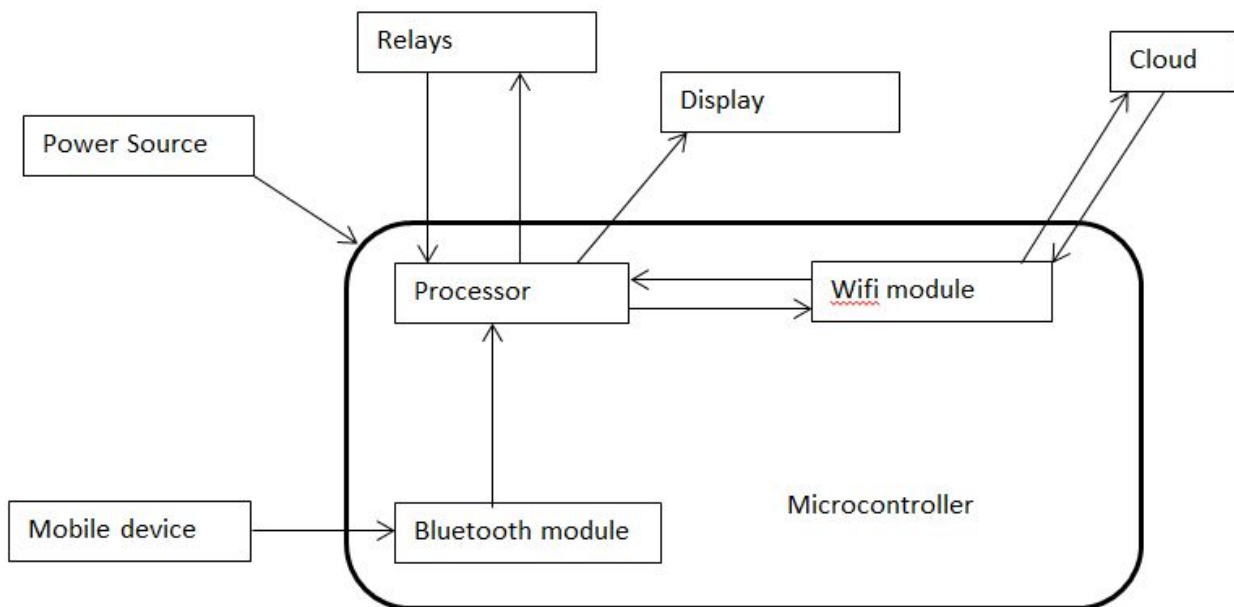 Relays
Cloud
Display
Power Source
Processor
Wifi module
Microcontroller
Mobile device
Bluetooth module